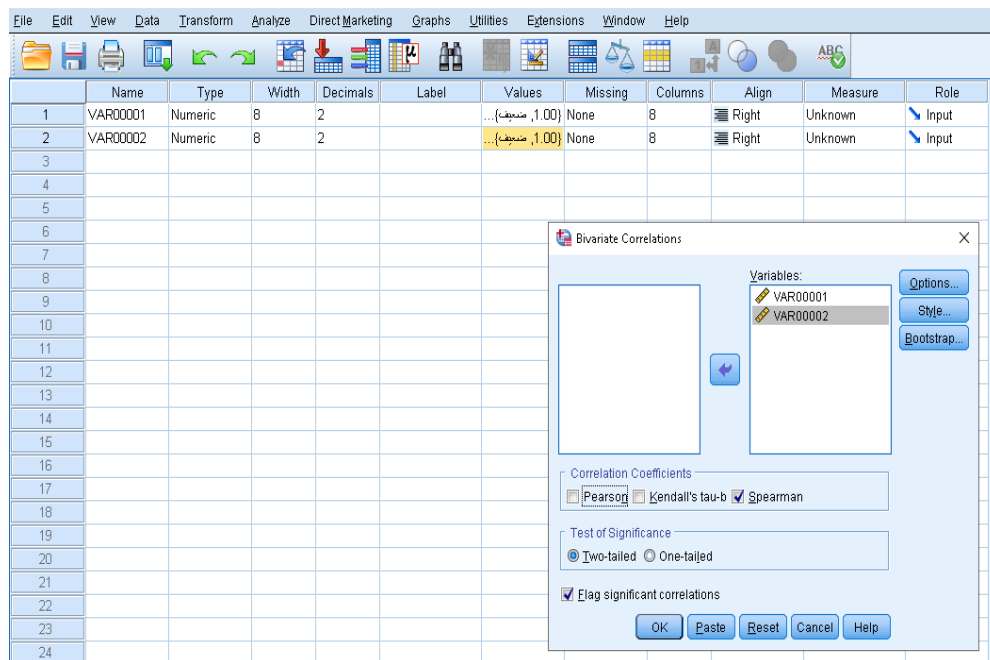 File Edit View Data Transform Analyze Direct Marketing Graphs Utilities Extensions Window Help
Name Type Width Decimals Label Values Missing Columns Align Measure Role
1 VAR00001 Numeric 8 2 {1.00, ضعيف}... None 8 Right Unknown Input
2 VAR00002 Numeric 8 2 {1.00, ضعيف}... None 8 Right Unknown Input
3
4
5
6
7
8
9
10
11
12
13
14
15
16
17
18
19
20
21
22
23
24
Bivariate Correlations
Variables:
VAR00001
VAR00002
Options...
Style...
Bootstrap...
Correlation Coefficients
Pearson Kendall's tau-b Spearman
Test of Significance
Two-tailed One-tailed
Flag significant correlations
OK Paste Reset Cancel Help